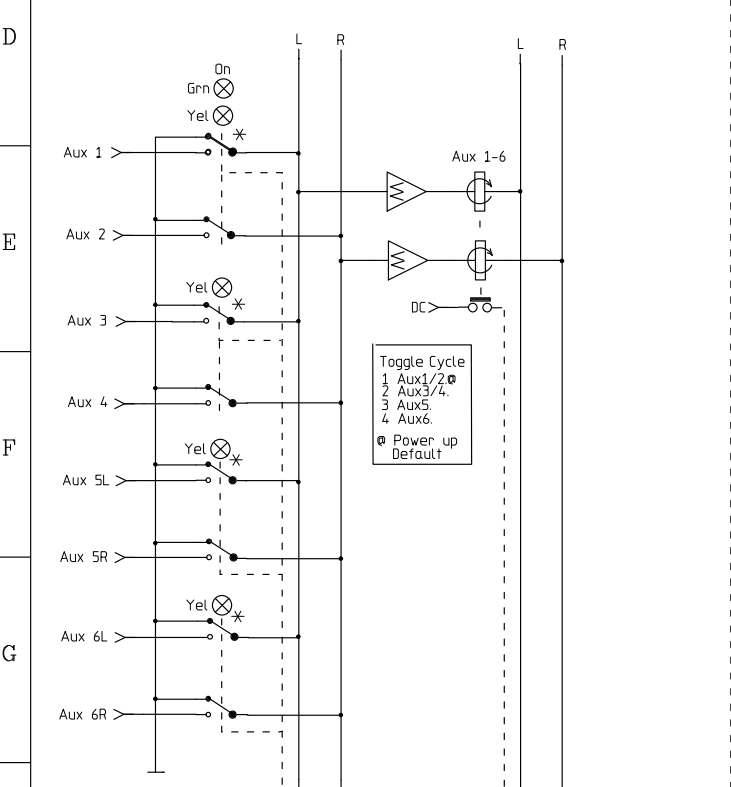 D
L
R
L
R
On
Grn
Yel
*
Aux 1
Aux 1-6
E
Aux 2
Yel
*
DC
Aux 3
Toggle Cycle
1 Aux1/2.@
2 Aux3/4.
3 Aux5.
4 Aux6.
@ Power up
Default
Aux 4
F
Yel
*
Aux 5L
Aux 5R
Yel
*
Aux 6L
G
Aux 6R